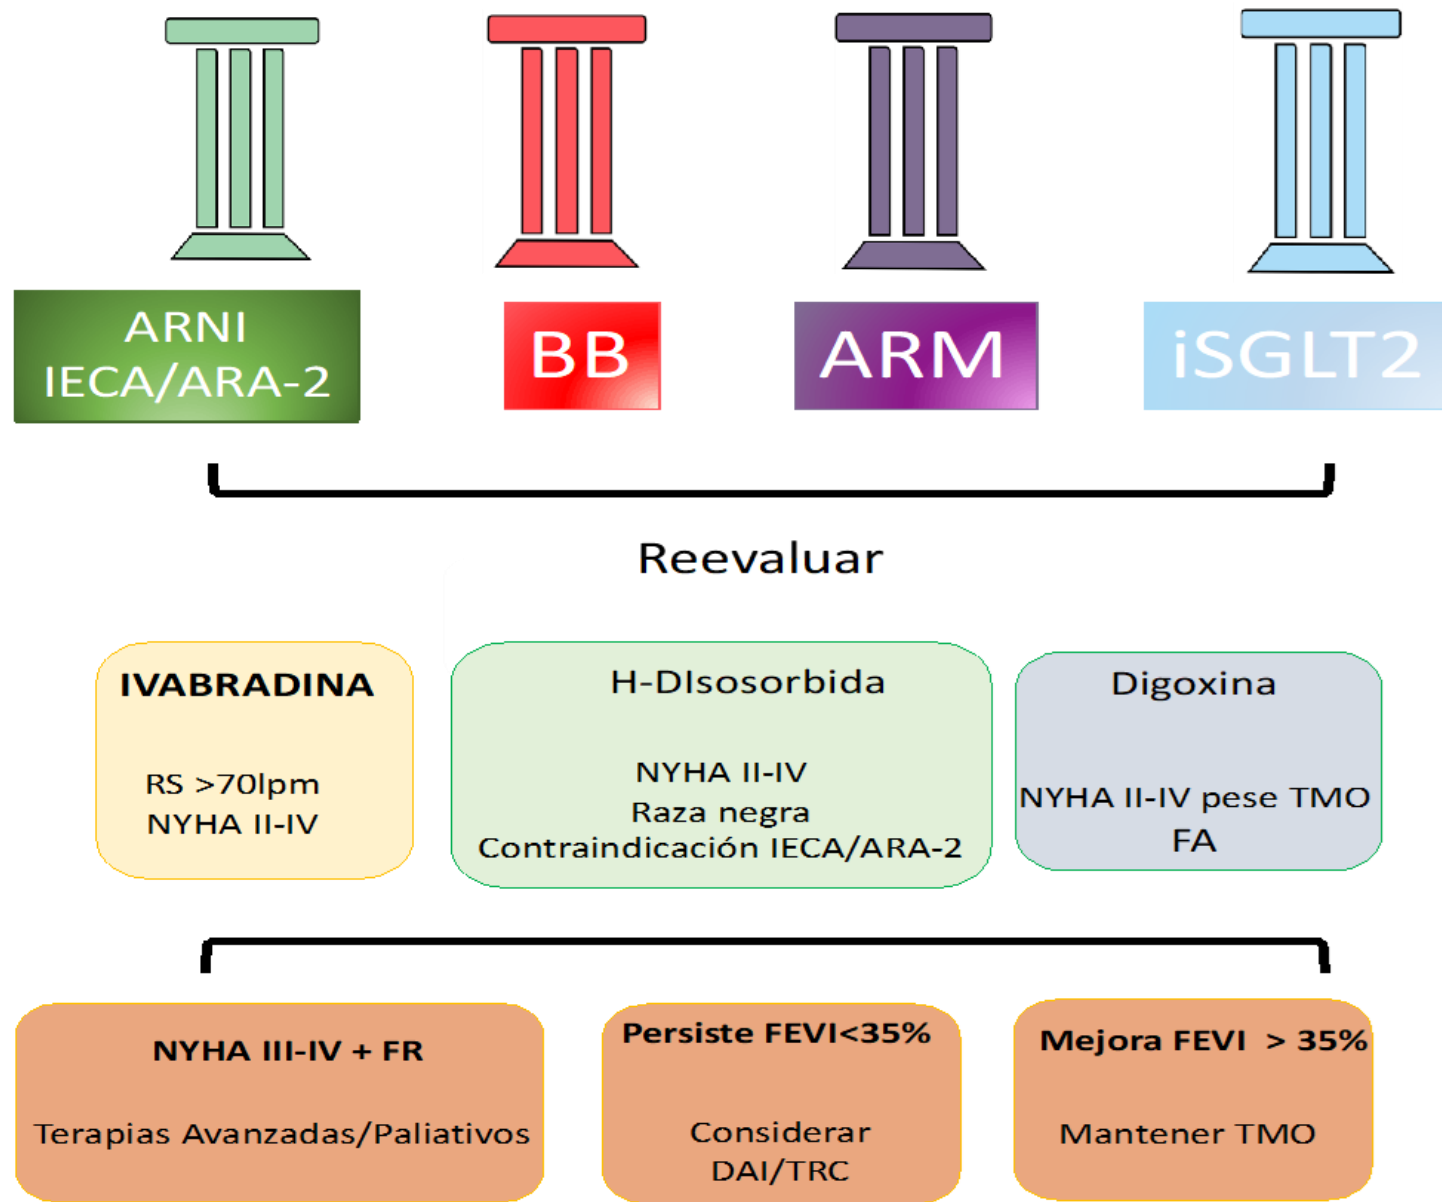 ARNI
IECA/ARA-2
BB
ARM
iSGLT2
Reevaluar
IVABRADINA
RS >70lpm
NYHA II-IV
H-DIsosorbida
NYHA II-IV
Raza negra
Contraindicación IECA/ARA-2
Digoxina
NYHA II-IV pese TMO
FA
NYHA III-IV + FR
Terapias Avanzadas/Paliativos
Persiste FEVI<35%
Considerar
DAI/TRC
Mejora FEVI > 35%
Mantener TMO